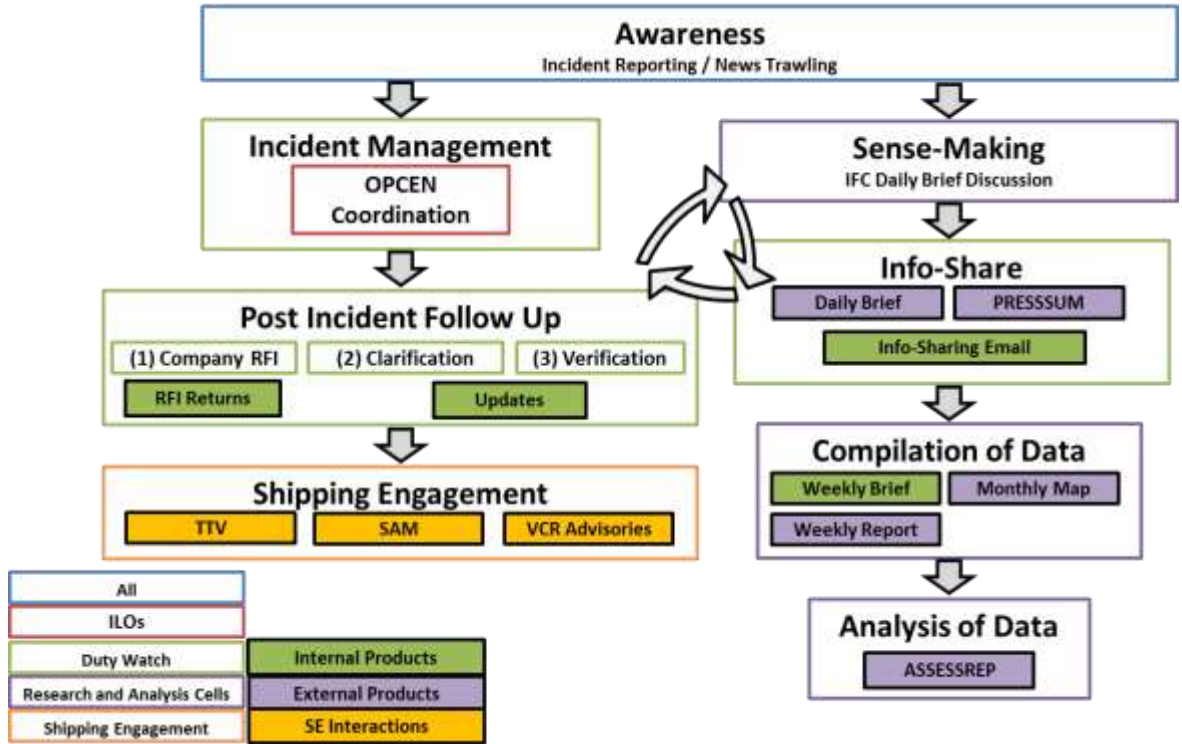 Awareness
Incident Reporting / News Trawling
Incident Management
OPCEN
Coordination
Sense-Making
IFC Daily Brief Discussion
Post Incident Follow Up
(1) Company RFI (2) Clarification (3) Verification
RFI Returns Updates
Info-Share
Daily Brief PRESSSUM
Info-Sharing Email
Shipping Engagement
TTV SAM VCR Advisories
Compilation of Data
Weekly Brief Monthly Map
Weekly Report
Analysis of Data
ASSESSREP
All
ILOs
Duty Watch Internal Products
Research and Analysis Cells External Products
Shipping Engagement SE Interactions